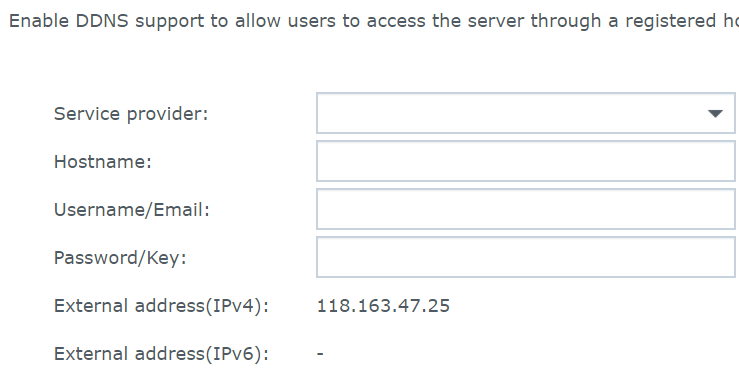 Enable DDNS support to allow users to access the server through a registered
Service provider:
Hostname:
Username/Email:
Password/Key:
External address(IPv4): 118.163.47.25
External address(IPv6): -